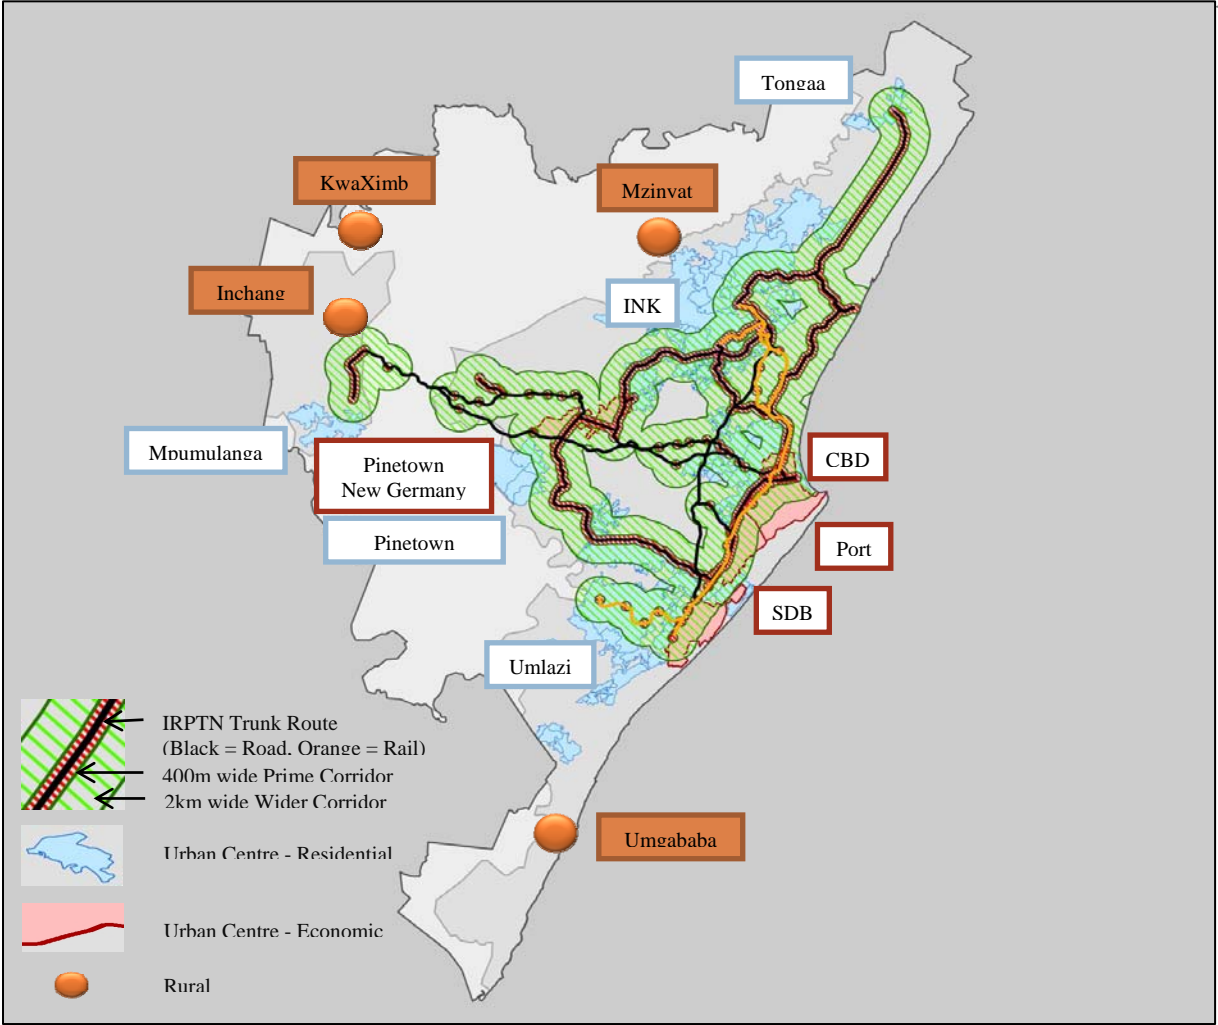 Tongaa
KwaXimb
Mzinvat
Inchang
INK
Mpumulanga
Pinetown
New Germany
CBD
Pinetown
Port
SDB
Umlazi
IRPTN Trunk Route
(Black = Road, Orange = Rail)
400m wide Prime Corridor
2km wide Wider Corridor
Umgababa
Urban Centre - Residential
Urban Centre - Economic
Rural